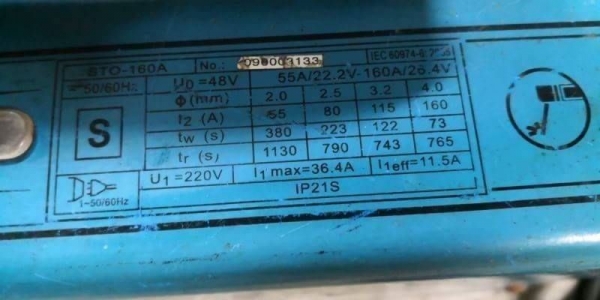 STO-160A No.: 090003133 IEC 60974-6:
50/60Hz U0=48V 55A/22.2V-160A/26.4V
Φ(mm) 2.0 2.5 3.2 4.0
S I2 (A) 55 80 115 160
tw (s) 380 223 122 73
tr (s) 1130 790 743 765
1~50/60Hz U1=220V I1 max=36.4A I1eff=11.5A
IP21S